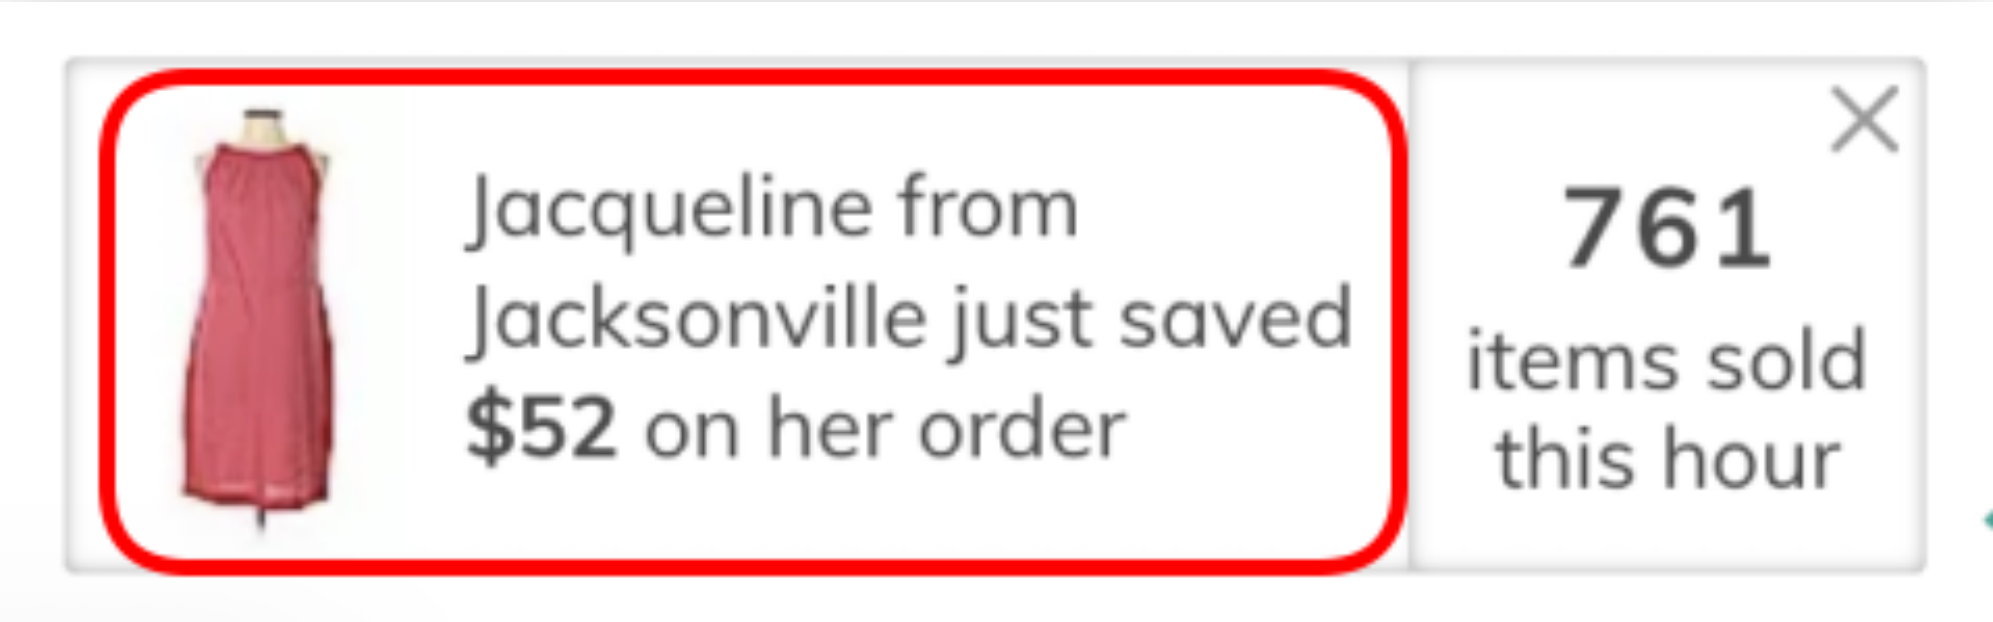 Jacqueline from
Jacksonville just saved
$52 on her order
761
items sold
this hour